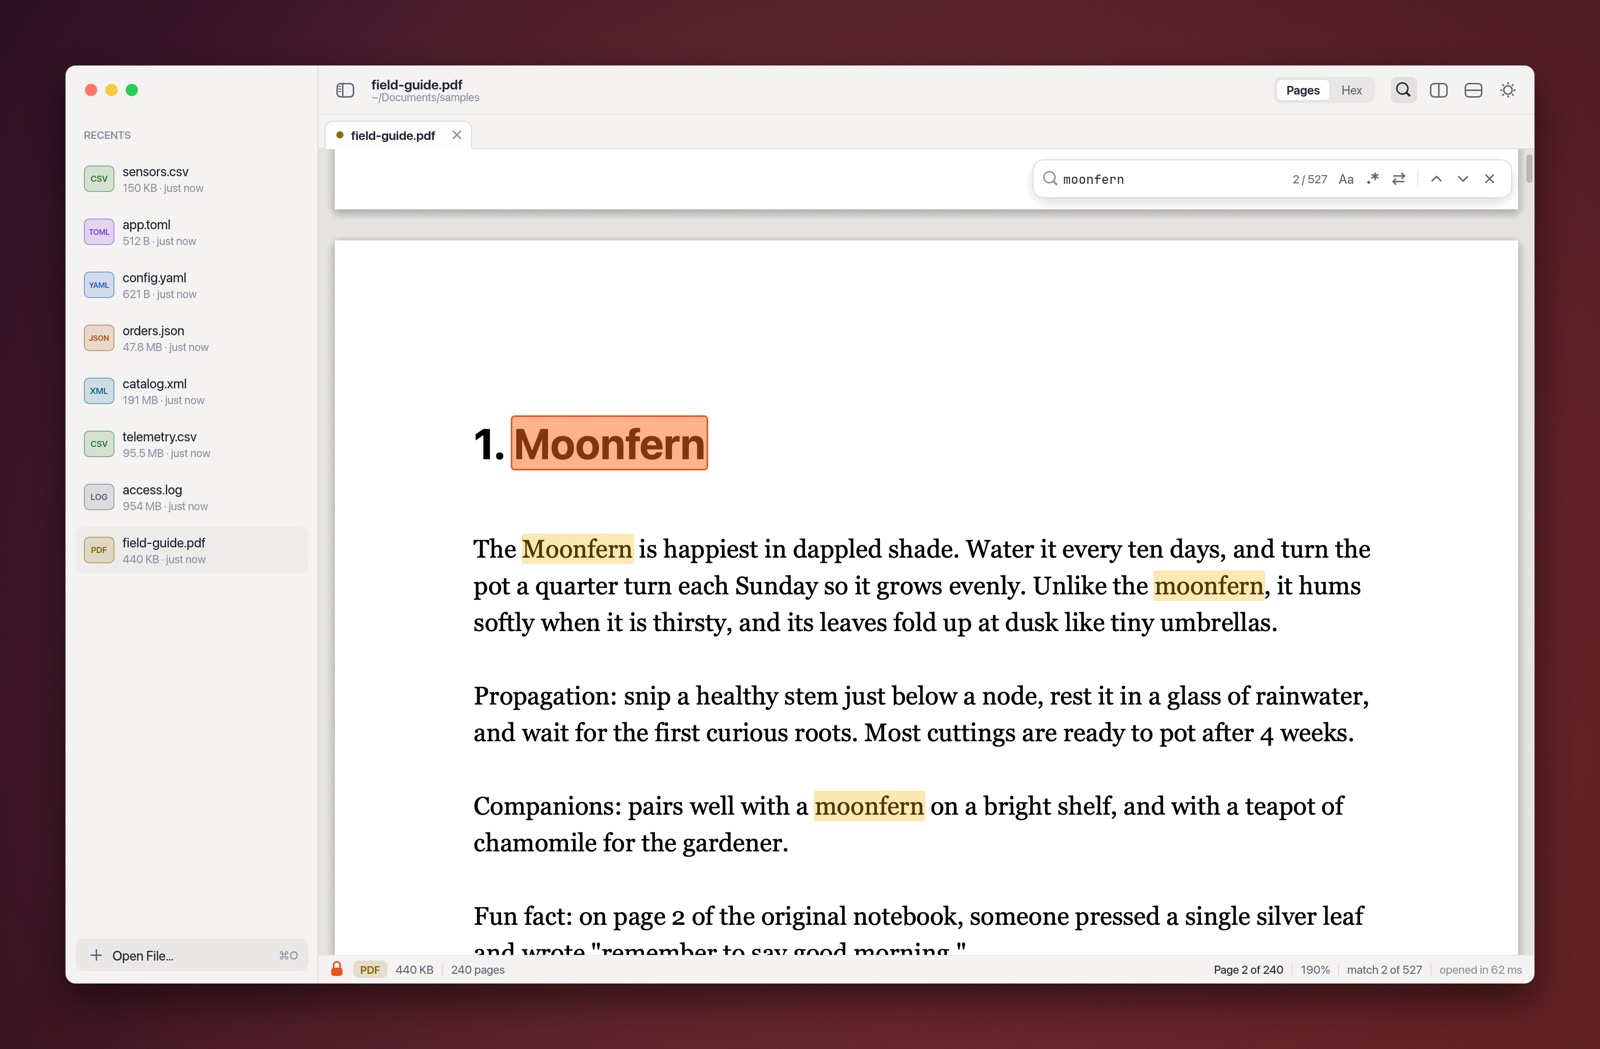 field-guide.pdf
~/Documents/samples
Pages
Hex
RECENTS
CSV
sensors.csv
150 KB · just now
TOML
app.toml
512 B · just now
YAML
config.yaml
621 B · just now
JSON
orders.json
47.8 MB · just now
XML
catalog.xml
191 MB · just now
CSV
telemetry.csv
95.5 MB · just now
LOG
access.log
954 MB · just now
PDF
field-guide.pdf
440 KB · just now
+ Open File... ⌘O
field-guide.pdf
moonfern
2 / 527
Aa
.*
1. Moonfern
The Moonfern is happiest in dappled shade. Water it every ten days, and turn the
pot a quarter turn each Sunday so it grows evenly. Unlike the moonfern, it hums
softly when it is thirsty, and its leaves fold up at dusk like tiny umbrellas.
Propagation: snip a healthy stem just below a node, rest it in a glass of rainwater,
and wait for the first curious roots. Most cuttings are ready to pot after 4 weeks.
Companions: pairs well with a moonfern on a bright shelf, and with a teapot of
chamomile for the gardener.
Fun fact: on page 2 of the original notebook, someone pressed a single silver leaf
and wrote "remember to say good morning."
PDF
440 KB
240 pages
Page 2 of 240
190%
match 2 of 527
opened in 62 ms